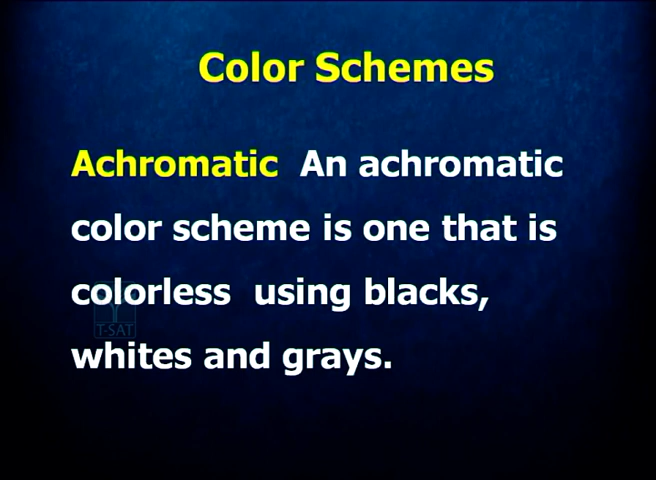 Color Schemes
Achromatic An achromatic
color scheme is one that is
colorless using blacks,
T-SAT
whites and grays.